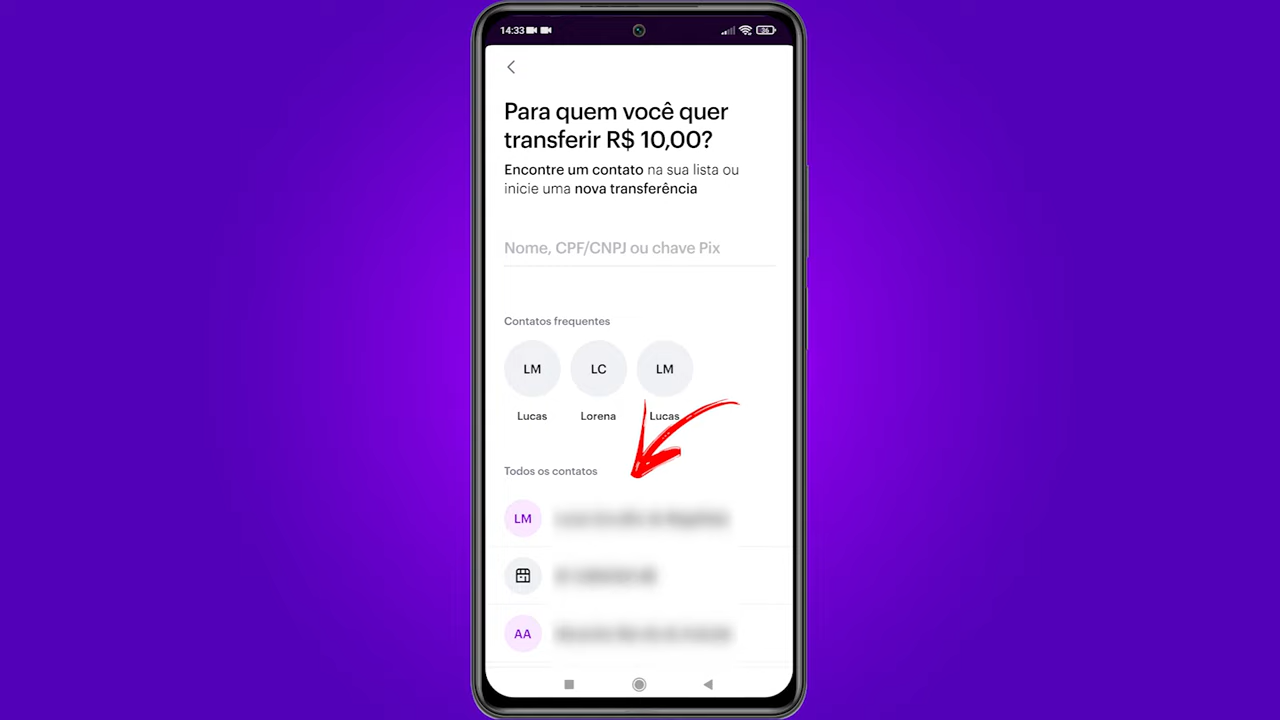 14:33
36
Para quem você quer
transferir R$ 10,00?
Encontre um contato na sua lista ou
inicie uma nova transferência
Nome, CPF/CNPJ ou chave Pix
Contatos frequentes
LM LC LM
Lucas Lorena Lucas
Todos os contatos
LM
AA